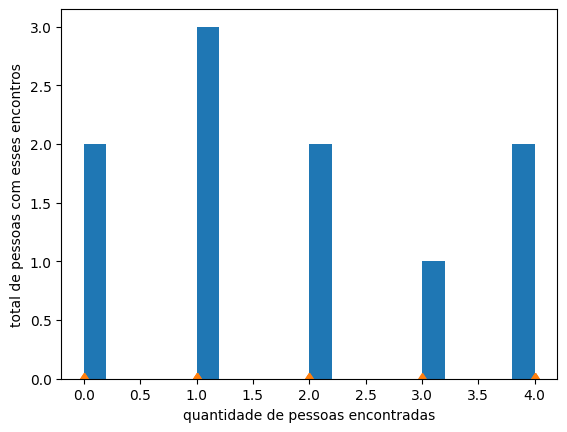 total de pessoas com esses encontros
3.0
2.5
2.0
1.5
1.0
0.5
0.0
0.0 0.5 1.0 1.5 2.0 2.5 3.0 3.5 4.0
quantidade de pessoas encontradas